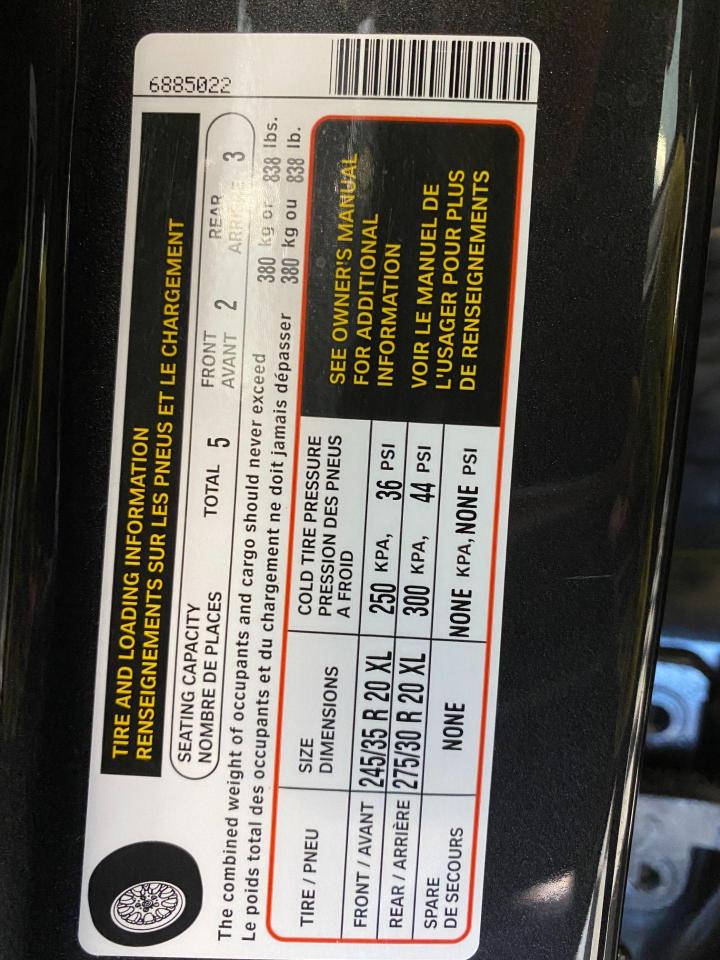 6885022
TIRE AND LOADING INFORMATION
RENSEIGNEMENTS SUR LES PNEUS ET LE CHARGEMENT
SEATING CAPACITY
NOMBRE DE PLACES
TOTAL 5
FRONT
AVANT 2
REAR
ARRIÈRE 3
The combined weight of occupants and cargo should never exceed 380 kg or 838 lbs.
Le poids total des occupants et du chargement ne doit jamais dépasser 380 kg ou 838 lb.
TIRE / PNEU
SIZE
DIMENSIONS
COLD TIRE PRESSURE
PRESSION DES PNEUS
A FROID
FRONT / AVANT 245/35 R 20 XL 250 KPA, 36 PSI
REAR / ARRIÈRE 275/30 R 20 XL 300 KPA, 44 PSI
SPARE
DE SECOURS
NONE NONE KPA, NONE PSI
SEE OWNER'S MANUAL
FOR ADDITIONAL
INFORMATION
VOIR LE MANUEL DE
L'USAGER POUR PLUS
DE RENSEIGNEMENTS